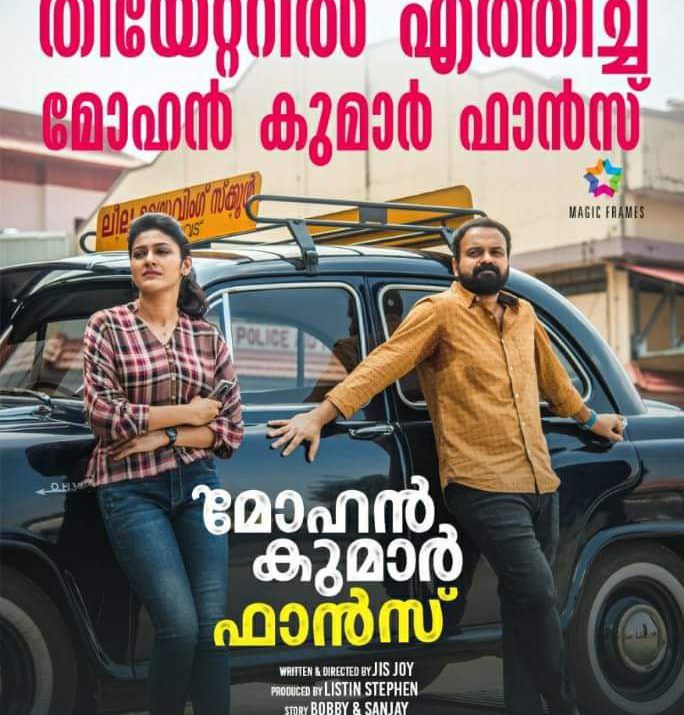 തിയേറ്ററിൽ എത്തിച്ച
മോഹൻ കുമാർ ഫാൻസ്
MAGIC FRAMES
ലീല ഡ്രൈവിംഗ് സ്ക്കൂൾ
POLICE
മോഹൻ
കുമാർ
ഫാൻസ്
WRITTEN & DIRECTED BY JIS JOY
PRODUCED BY LISTIN STEPHEN
STORY BOBBY & SANJAY